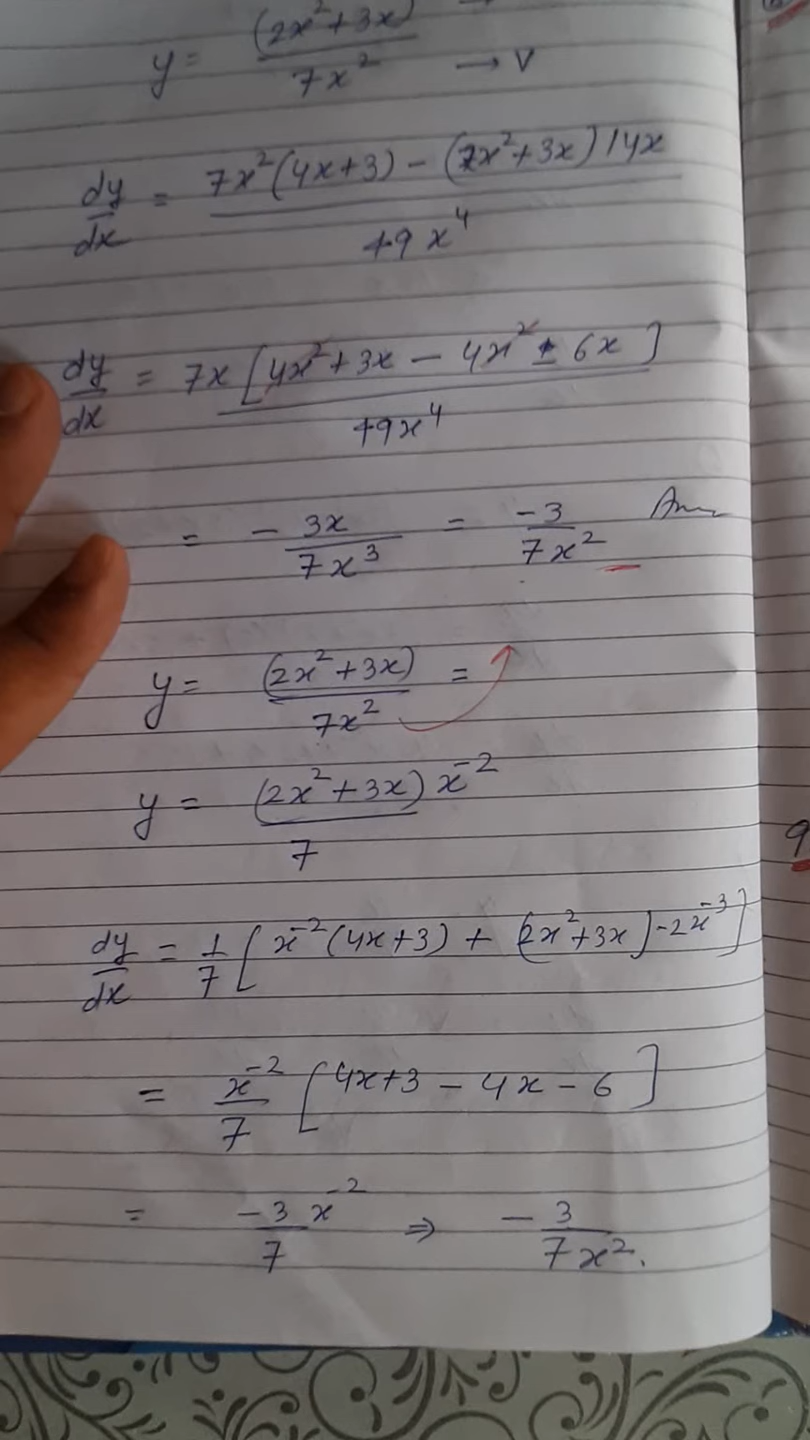 y = (2x²+3x) / 7x² → v
dy/dx = 7x²(4x+3) - (2x²+3x)14x / 49x⁴
dy/dx = 7x[4x²+3x - 4x² - 6x] / 49x⁴
= - 3x / 7x³ = -3 / 7x² Ans
y = (2x²+3x) / 7x² =
y = (2x²+3x)x⁻² / 7
dy/dx = 1/7 [x⁻²(4x+3) + (2x²+3x) -2x⁻³]
= x⁻²/7 [4x+3 - 4x - 6]
= -3x⁻² / 7 ⇒ - 3 / 7x².
9